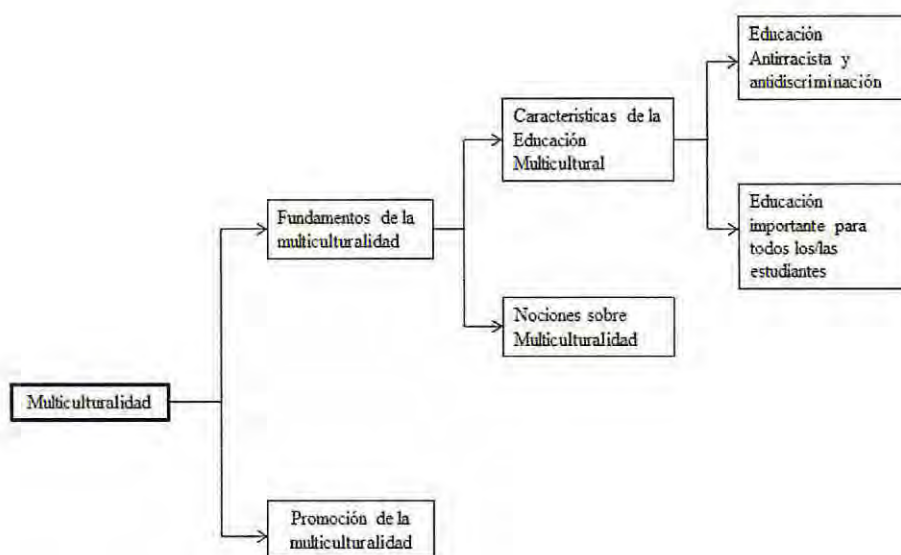 Educación
Antirracista y
antidiscriminación
Caracteristicas de la
Educación
Multicultural
Educación
importante para
todos los/las
estudiantes
Fundamentos de la
multiculturalidad
Nociones sobre
Multiculturalidad
Multiculturalidad
Promoción de la
multiculturalidad